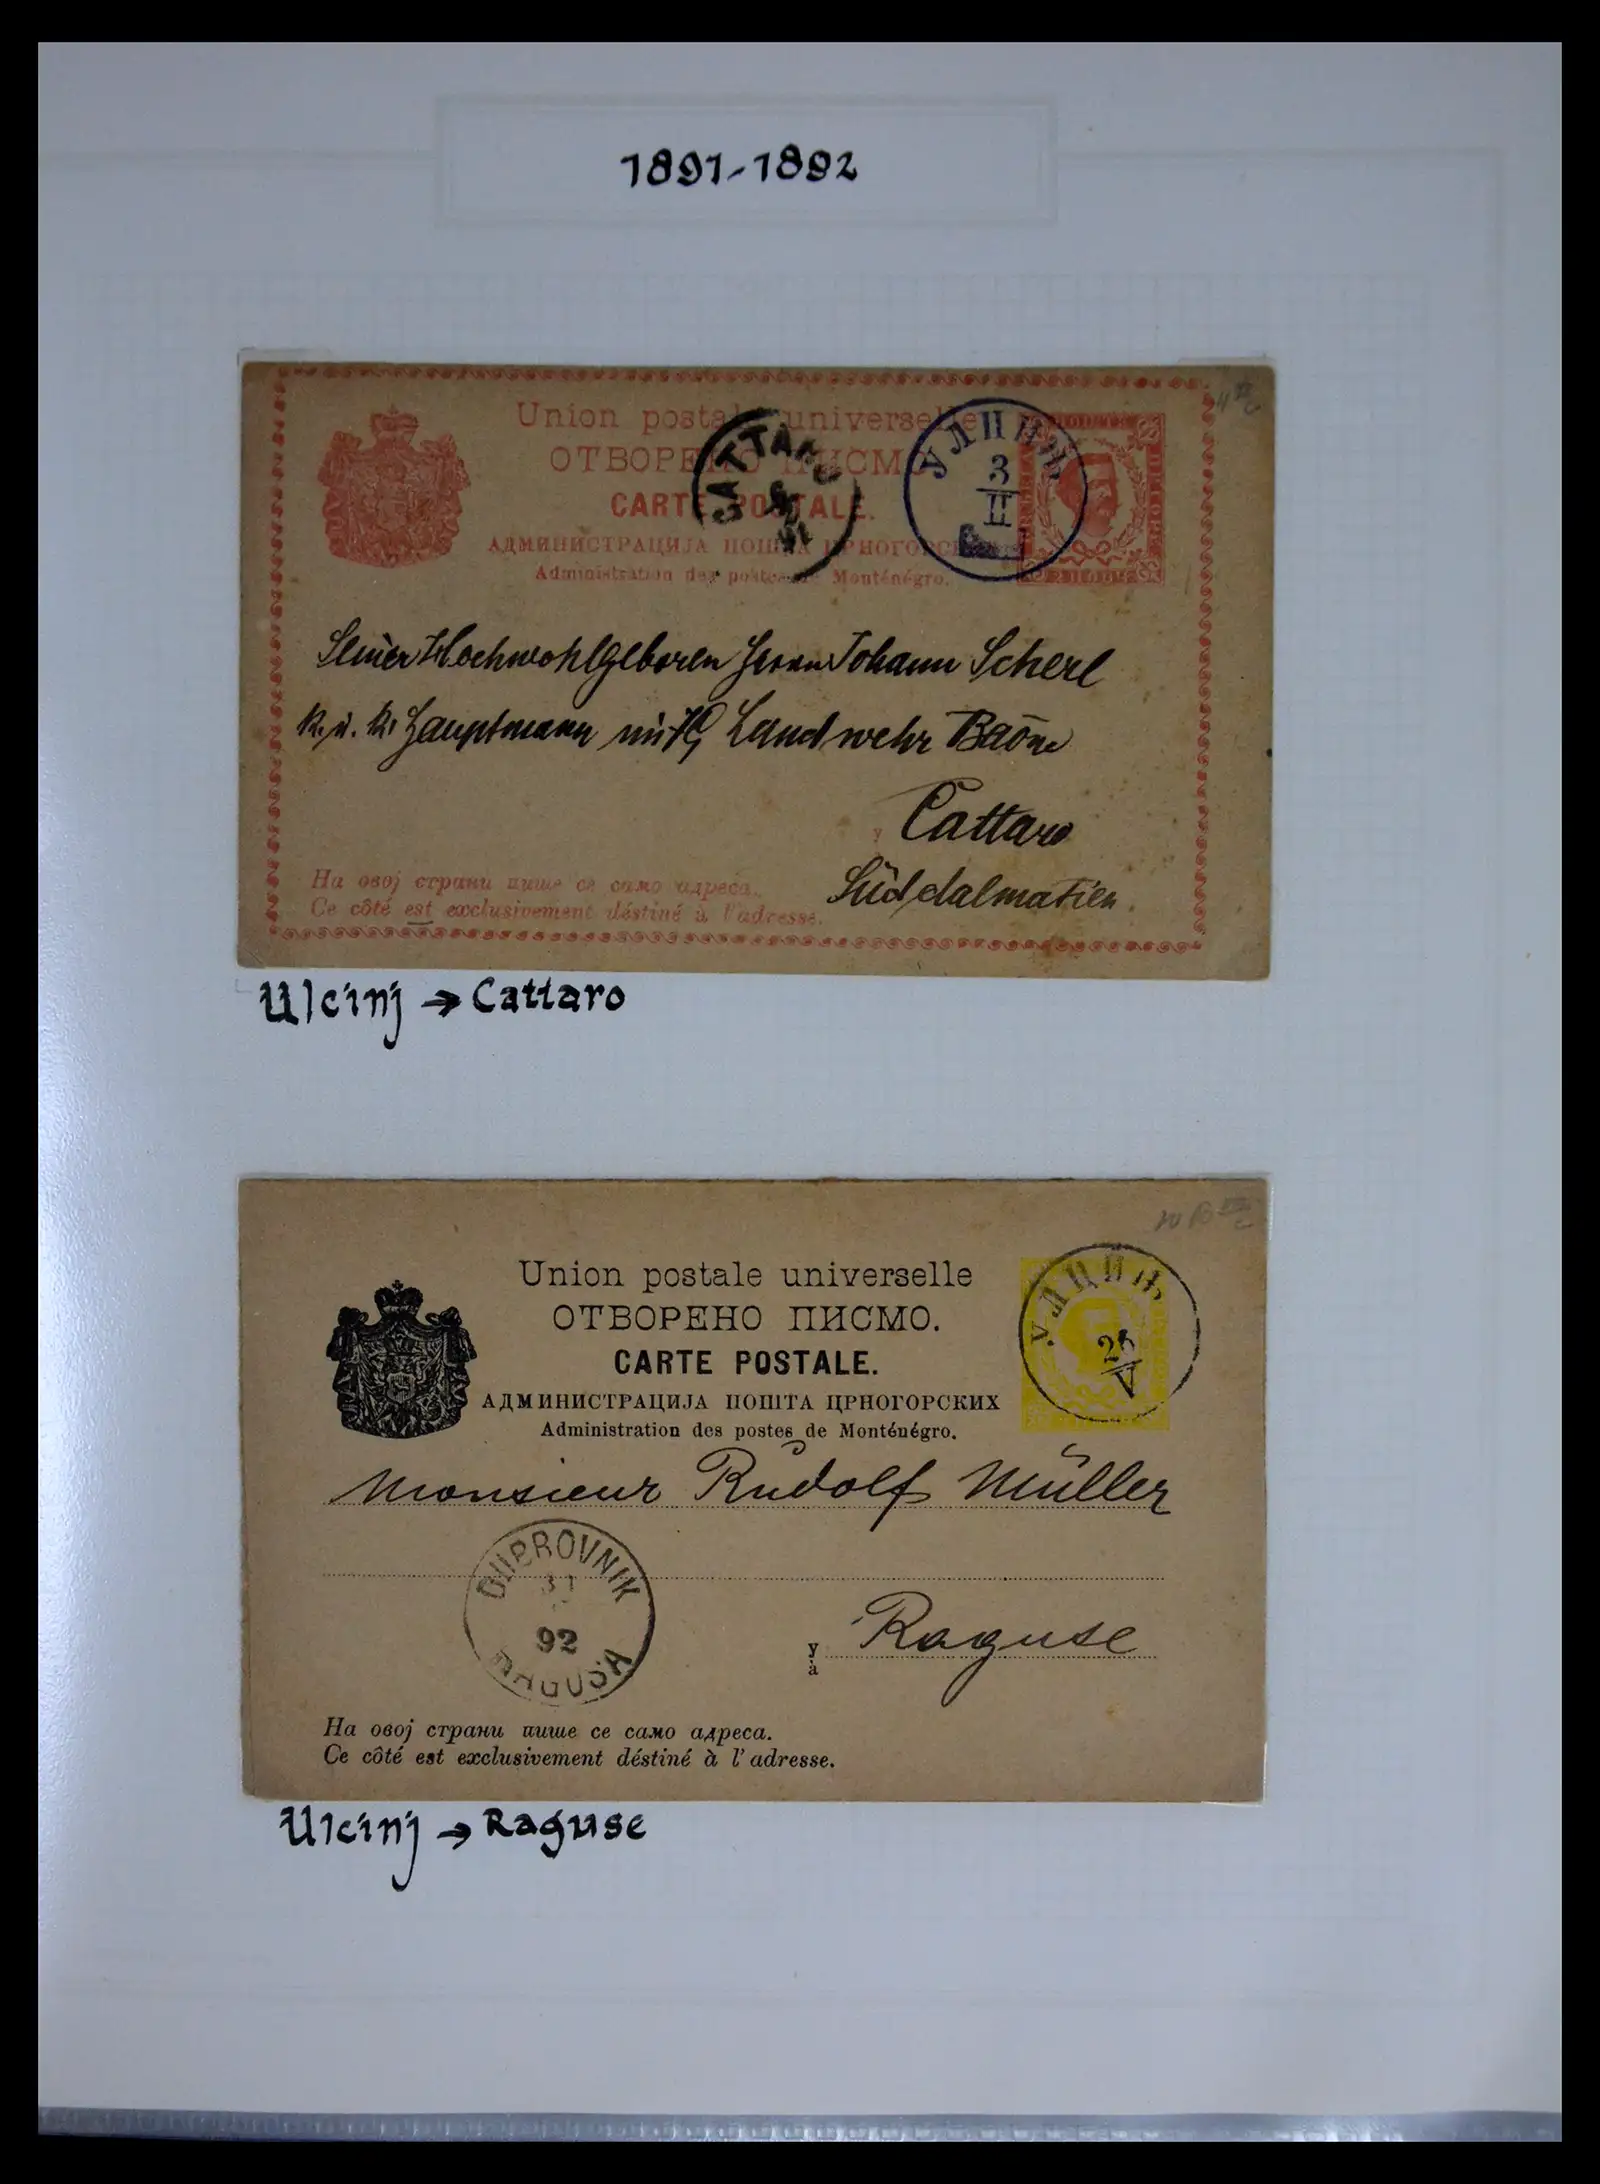 1891-1892
Union postale universelle
ОТВОРЕНО ПИСМО
CARTE POSTALE.
АДМИНИСТРАЦИЈА ПОШТА ЦРНОГОРСКИХ
Administration des postes de Monténégro.
CATTARO
УЛЦИЊ
3
II
Seiner Hochwohlgeboren Herrn Johann Scherl
k. u. k. Hauptmann Landwehr Baōn
Cattaro
Süddalmatien.
На овој страни пише се само адреса.
Ce côté est exclusivement déstiné à l'adresse.
Ulcinj → Cattaro
Union postale universelle
ОТВОРЕНО ПИСМО.
CARTE POSTALE.
АДМИНИСТРАЦИЈА ПОШТА ЦРНОГОРСКИХ
Administration des postes de Monténégro.
УЛЦИЊ
V
Monsieur Rudolf Müller
DUBROVNIK
31
92
RAGUSA
у
à
Raguse
На овој страни пише се само адреса.
Ce côté est exclusivement déstiné à l'adresse.
Ulcinj → Raguse